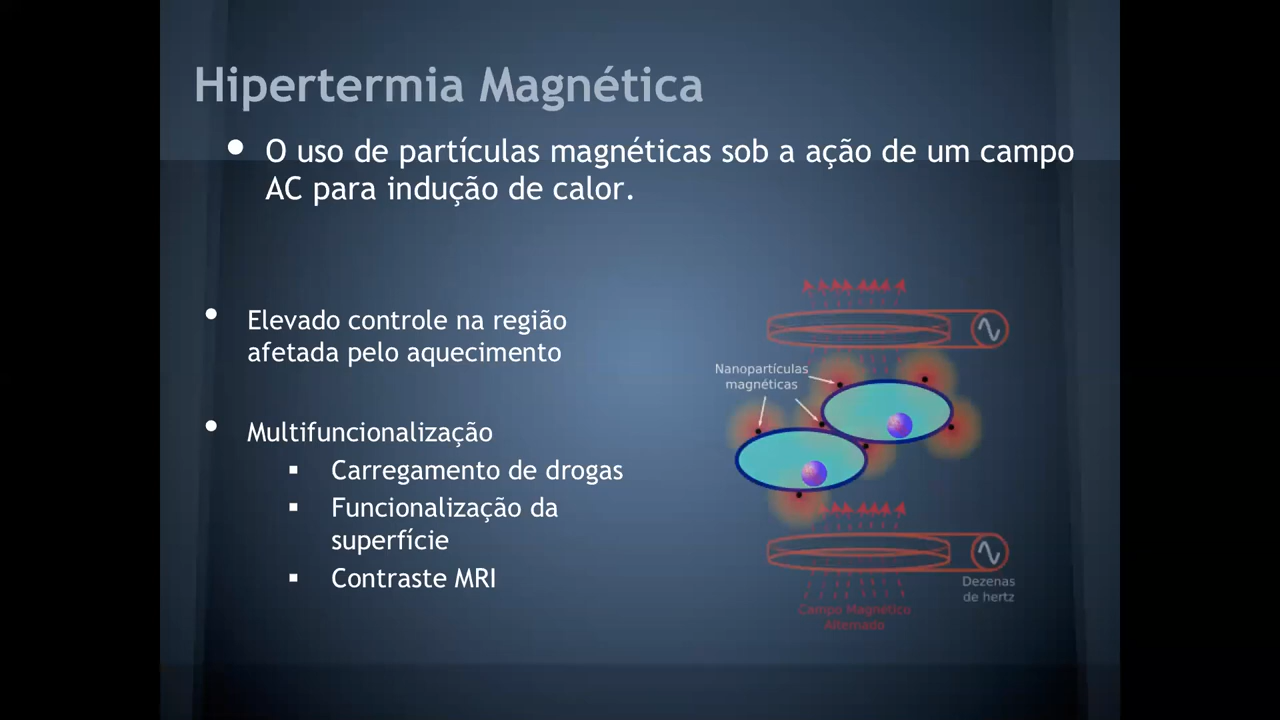 Hipertermia Magnética
O uso de partículas magnéticas sob a ação de um campo
AC para indução de calor.
Elevado controle na região
afetada pelo aquecimento
Multifuncionalização
Carregamento de drogas
Funcionalização da
superfície
Contraste MRI
Nanopartículas
magnéticas
Dezenas
de hertz
Campo Magnético
Alternado